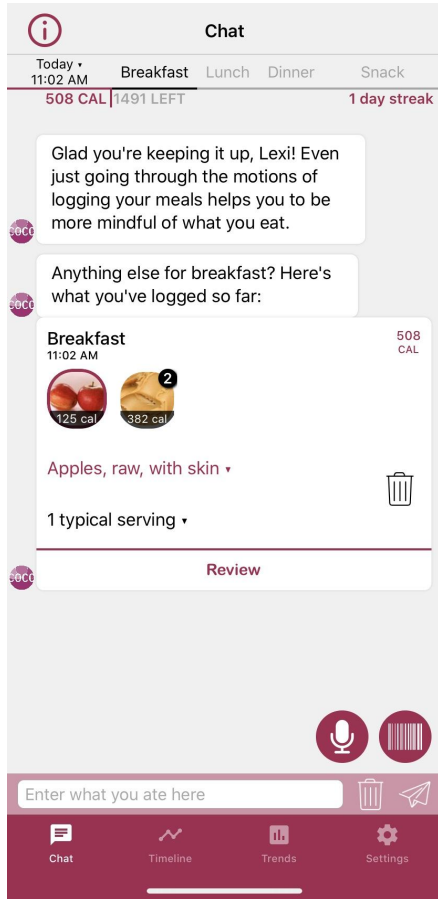 Chat
Today
11:02 AM
Breakfast Lunch Dinner Snack
508 CAL 1491 LEFT 1 day streak
Glad you're keeping it up, Lexi! Even
just going through the motions of
logging your meals helps you to be
more mindful of what you eat.
COCO
Anything else for breakfast? Here's
what you've logged so far:
COCO
Breakfast
11:02 AM
508
CAL
2
125 cal 382 cal
Apples, raw, with skin
1 typical serving
Review
COCO
Enter what you ate here
Chat Timeline Trends Settings